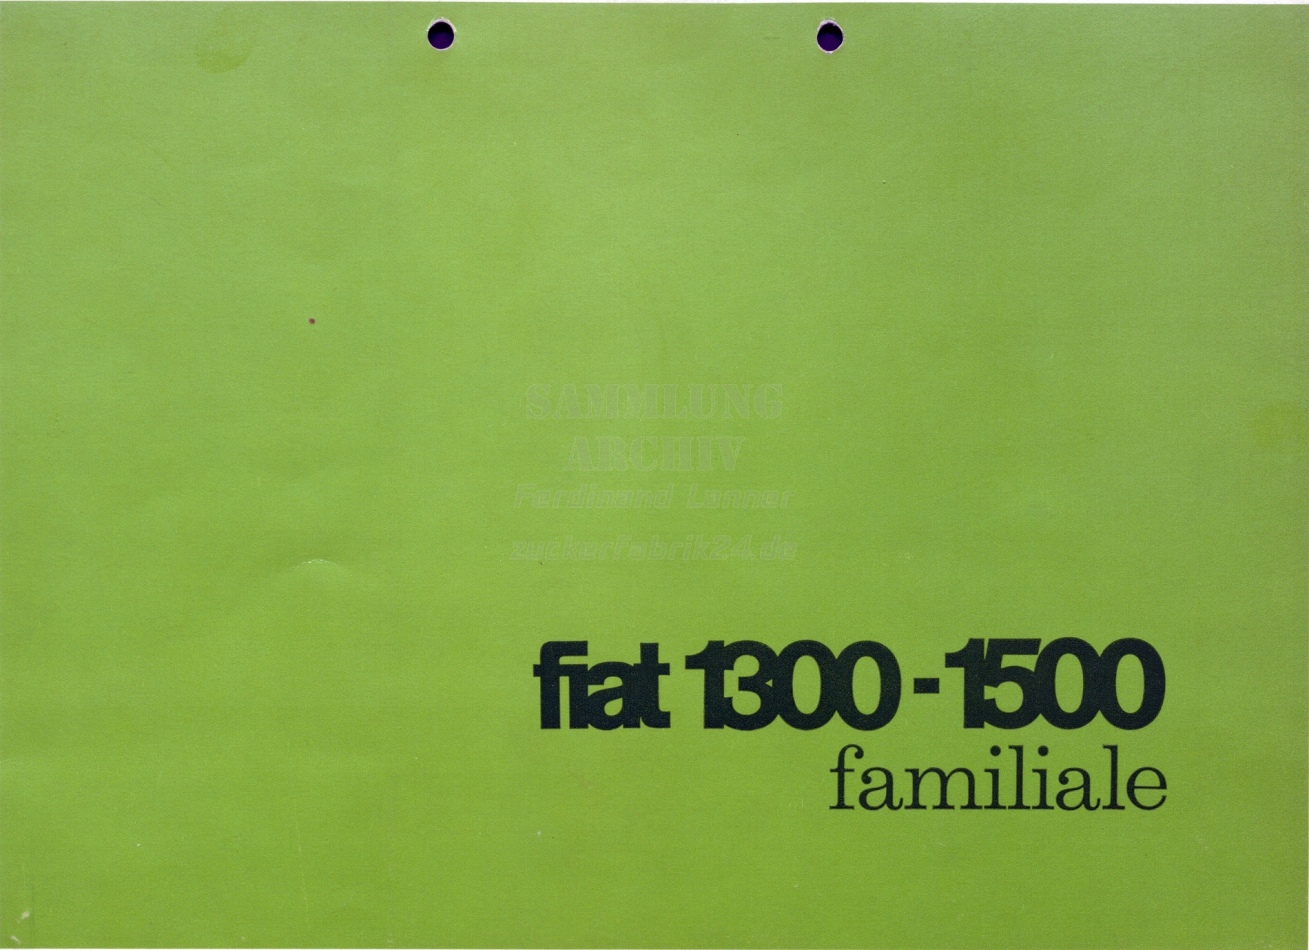 SAMMLUNG
ARCHIV
Ferdinand Lanner
zuckerfabrik24.de
fiat 1300-1500
familiale